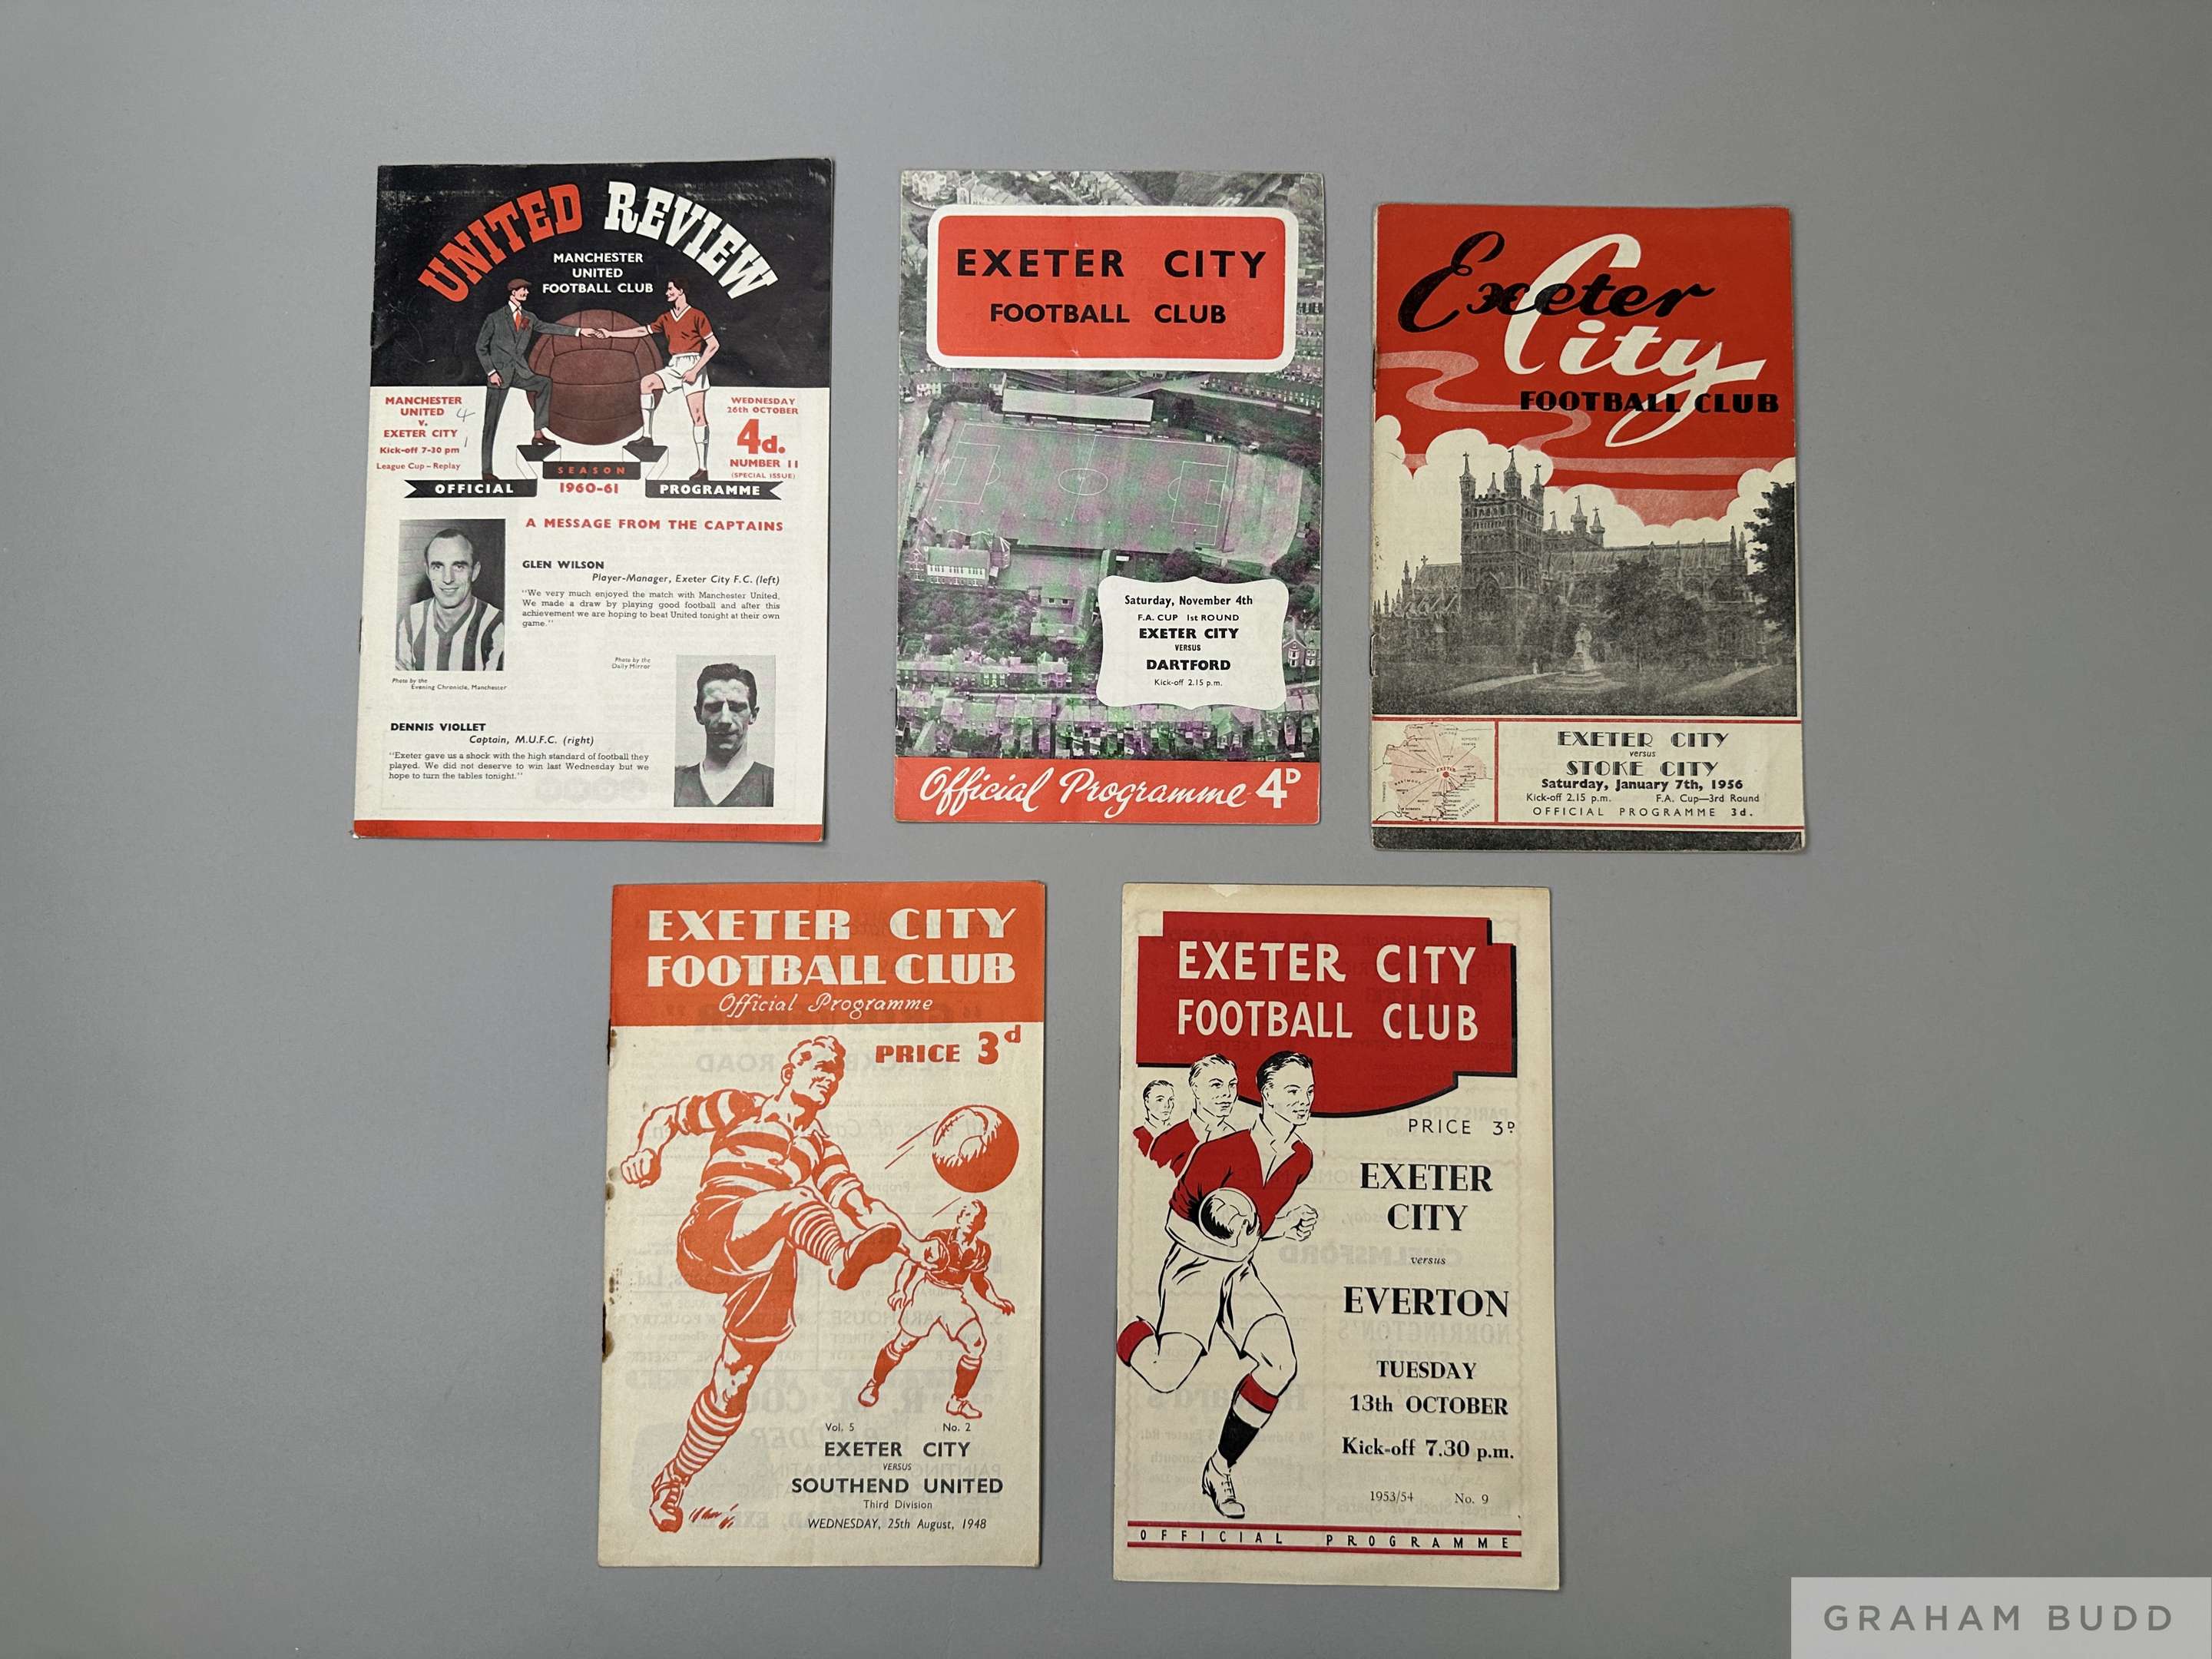 UNITED REVIEW
MANCHESTER
UNITED
FOOTBALL CLUB
MANCHESTER
UNITED 4
v.
EXETER CITY 1
Kick-off 7-30 pm
League Cup - Replay
WEDNESDAY
26th OCTOBER
4d.
NUMBER 11
(SPECIAL ISSUE)
SEASON
OFFICIAL 1960-61 PROGRAMME
A MESSAGE FROM THE CAPTAINS
GLEN WILSON
Player-Manager, Exeter City F.C. (left)
"We very much enjoyed the match with Manchester United.
We made a draw by playing good football and after this
achievement we are hoping to beat United tonight at their own
game."
Photo by the
Evening Chronicle, Manchester
Photo by the
Daily Mirror
DENNIS VIOLLET
Captain, M.U.F.C. (right)
"Exeter gave us a shock with the high standard of football they
played. We did not deserve to win last Wednesday but we
hope to turn the tables tonight."
EXETER CITY
FOOTBALL CLUB
Saturday, November 4th
F.A. CUP 1st ROUND
EXETER CITY
VERSUS
DARTFORD
Kick-off 2.15 p.m.
Official Programme 4D
Exeter
City
FOOTBALL CLUB
EXETER
EXETER CITY
versus
STOKE CITY
Saturday, January 7th, 1956
Kick-off 2.15 p.m. F.A. Cup—3rd Round
OFFICIAL PROGRAMME 3d.
EXETER CITY
FOOTBALL CLUB
Official Programme
PRICE 3d
Vol. 5 No. 2
EXETER CITY
VERSUS
SOUTHEND UNITED
Third Division
WEDNESDAY, 25th August, 1948
EXETER CITY
FOOTBALL CLUB
PRICE 3D
EXETER
CITY
versus
EVERTON
TUESDAY
13th OCTOBER
Kick-off 7.30 p.m.
1953/54 No. 9
OFFICIAL PROGRAMME
GRAHAM BUDD